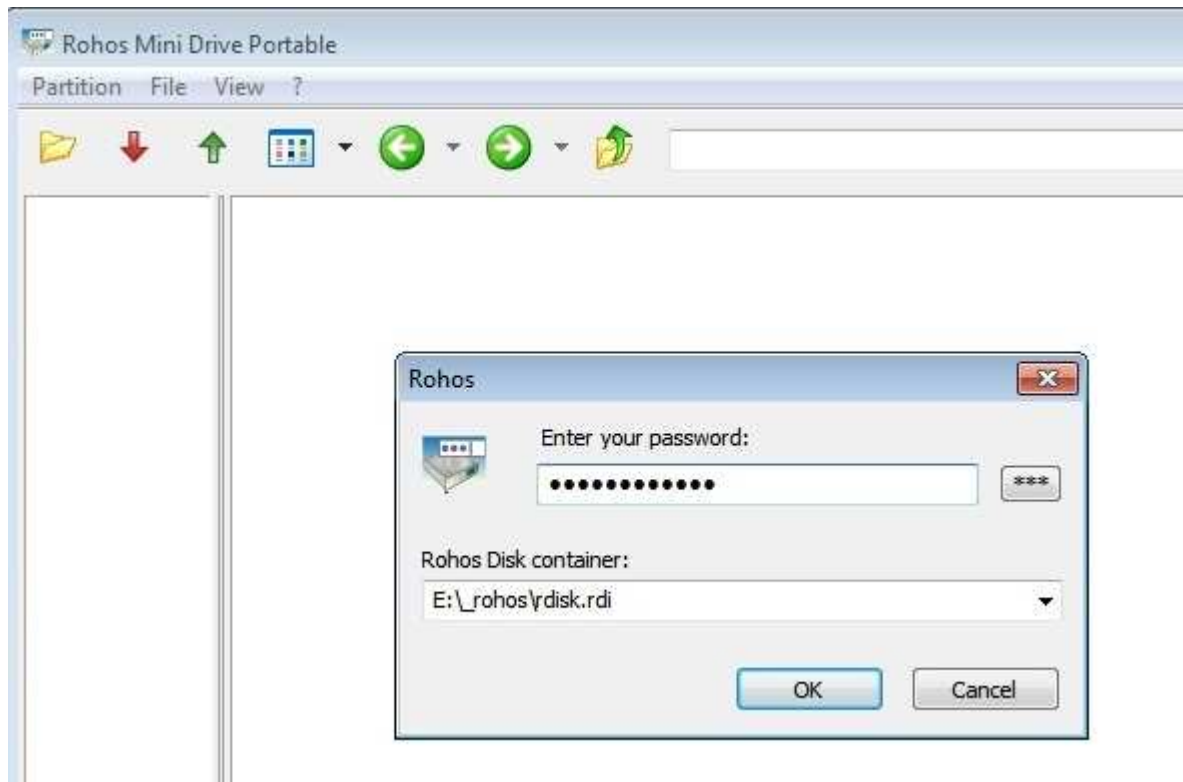 Rohos Mini Drive Portable
Partition File View ?
Rohos
Enter your password:
●●●●●●●●●●●●
***
Rohos Disk container:
E:\_rohos\rdisk.rdi
OK Cancel